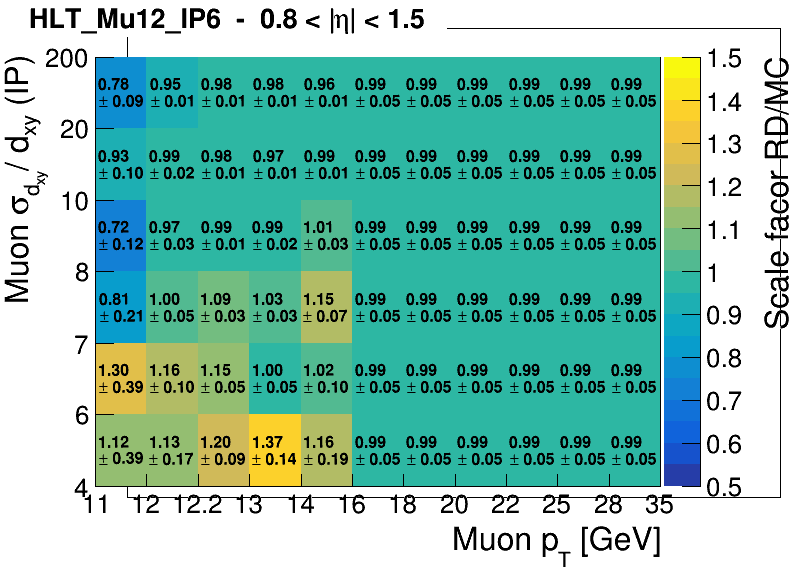 HLT_Mu12_IP6 - 0.8 < |η| < 1.5
Muon σ_d_xy / d_xy (IP)
200
20
10
8
7
6
4
0.78 0.95 0.98 0.98 0.96 0.99 0.99 0.99 0.99 0.99 0.99
± 0.09 ± 0.01 ± 0.01 ± 0.01 ± 0.01 ± 0.05 ± 0.05 ± 0.05 ± 0.05 ± 0.05 ± 0.05
0.93 0.99 0.98 0.97 0.99 0.99 0.99 0.99 0.99 0.99 0.99
± 0.10 ± 0.02 ± 0.01 ± 0.01 ± 0.01 ± 0.05 ± 0.05 ± 0.05 ± 0.05 ± 0.05 ± 0.05
0.72 0.97 0.99 0.99 1.01 0.99 0.99 0.99 0.99 0.99 0.99
± 0.12 ± 0.03 ± 0.01 ± 0.02 ± 0.03 ± 0.05 ± 0.05 ± 0.05 ± 0.05 ± 0.05 ± 0.05
0.81 1.00 1.09 1.03 1.15 0.99 0.99 0.99 0.99 0.99 0.99
± 0.21 ± 0.05 ± 0.03 ± 0.03 ± 0.07 ± 0.05 ± 0.05 ± 0.05 ± 0.05 ± 0.05 ± 0.05
1.30 1.16 1.15 1.00 1.02 0.99 0.99 0.99 0.99 0.99 0.99
± 0.39 ± 0.10 ± 0.05 ± 0.05 ± 0.10 ± 0.05 ± 0.05 ± 0.05 ± 0.05 ± 0.05 ± 0.05
1.12 1.13 1.20 1.37 1.16 0.99 0.99 0.99 0.99 0.99 0.99
± 0.39 ± 0.17 ± 0.09 ± 0.14 ± 0.19 ± 0.05 ± 0.05 ± 0.05 ± 0.05 ± 0.05 ± 0.05
11 12 12.2 13 14 16 18 20 22 25 28 35
Muon p_T [GeV]
1.5
1.4
1.3
1.2
1.1
1
0.9
0.8
0.7
0.6
0.5
Scale facor RD/MC